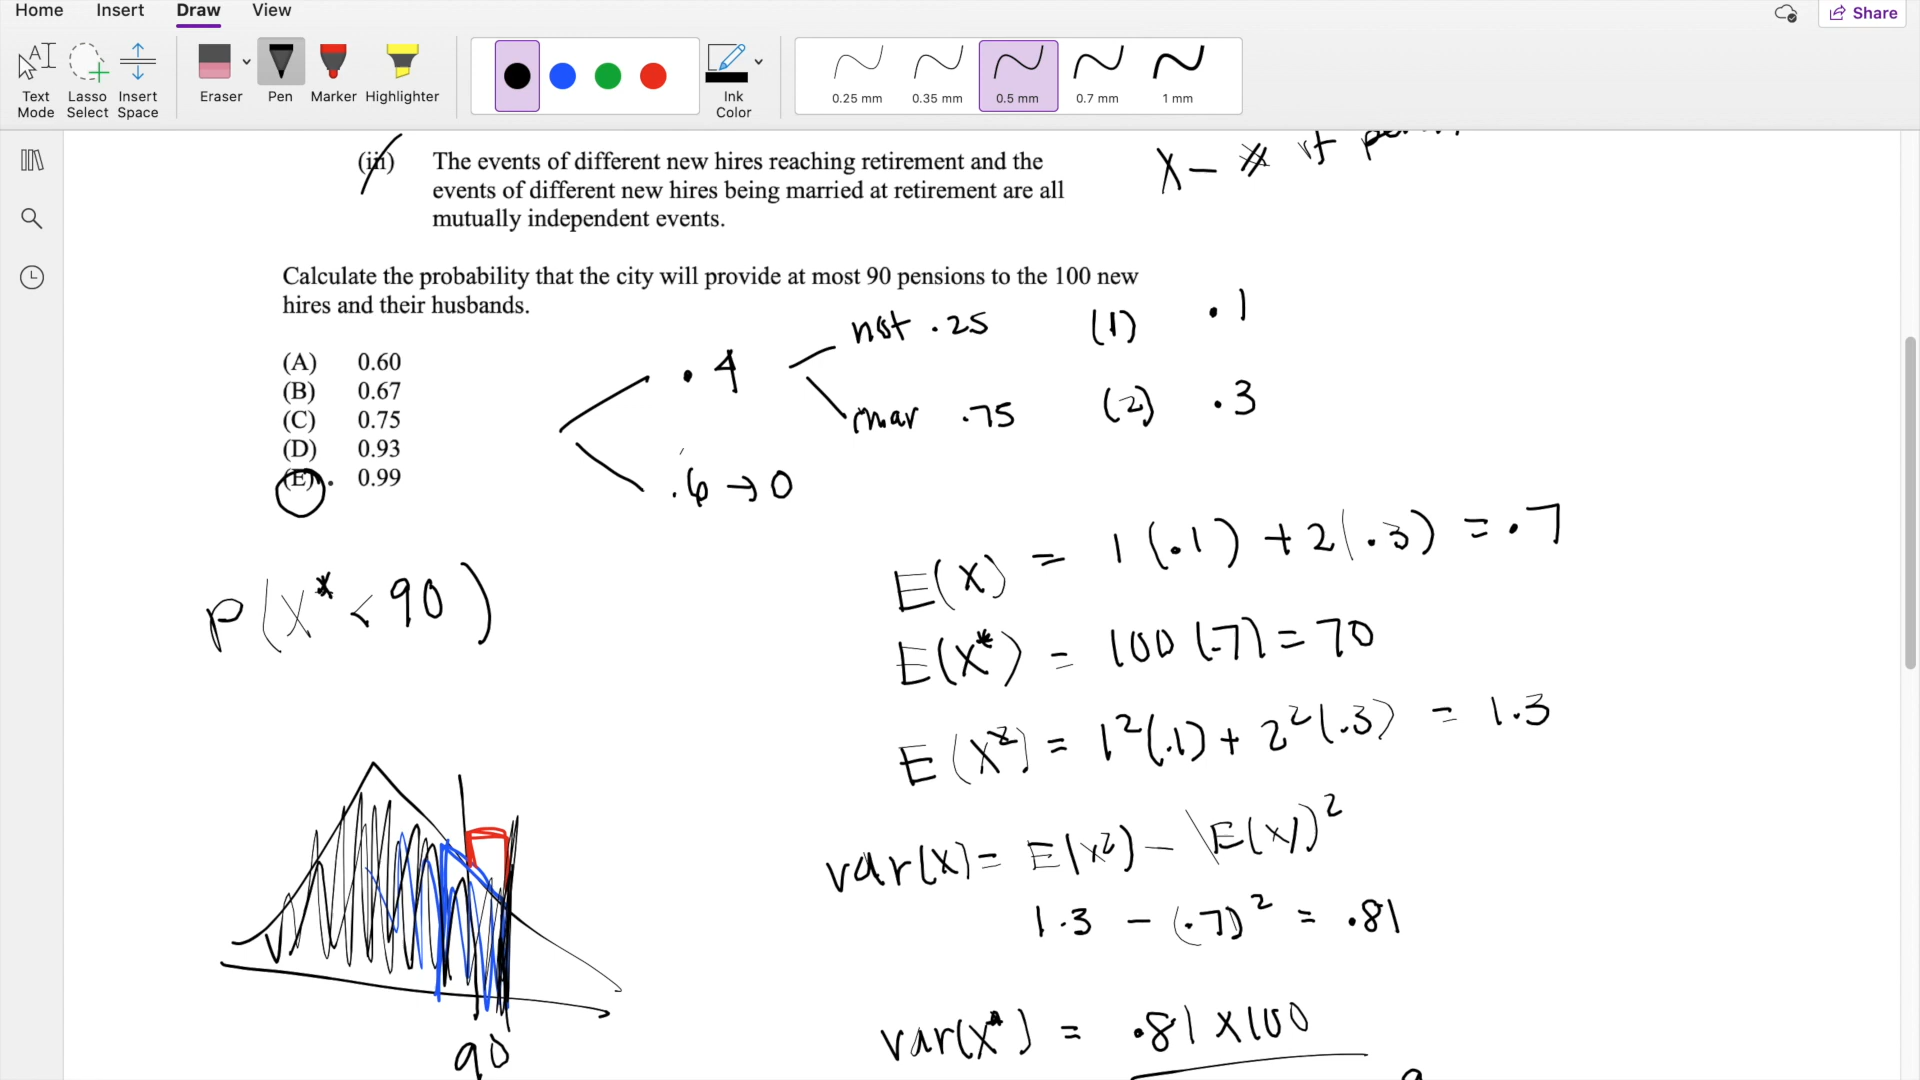 Home Insert Draw View
Share
Text Mode
Lasso Select
Insert Space
Eraser
Pen
Marker
Highlighter
Ink Color
0.25 mm
0.35 mm
0.5 mm
0.7 mm
1 mm
X - # of
(iii) The events of different new hires reaching retirement and the
events of different new hires being married at retirement are all
mutually independent events.
Calculate the probability that the city will provide at most 90 pensions to the 100 new
hires and their husbands.
(A) 0.60
(B) 0.67
(C) 0.75
(D) 0.93
(E) 0.99
.4
not .25 (1) .1
mar .75 (2) .3
.6 → 0
P(X* < 90)
E(X) = 1(.1) + 2(.3) = .7
E(X*) = 100(.7) = 70
E(X²) = 1²(.1) + 2²(.3) = 1.3
var(X) = E(X²) - E(X)²
1.3 - (.7)² = .81
var(X*) = .81 x 100
90